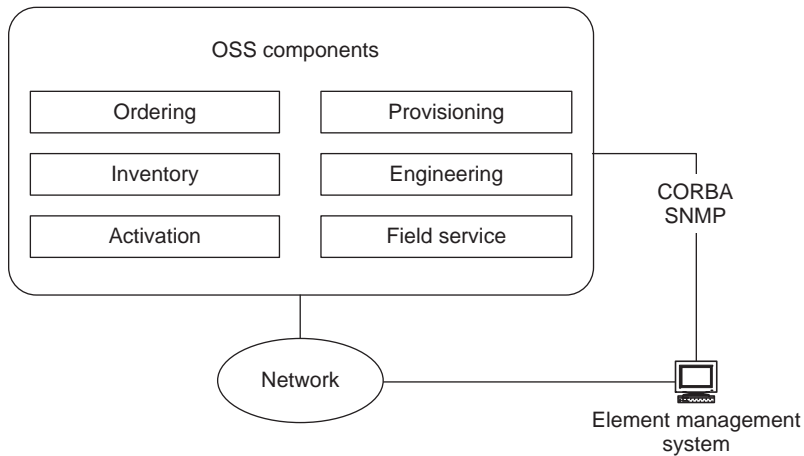 OSS components
Ordering
Provisioning
Inventory
Engineering
Activation
Field service
CORBA
SNMP
Network
Element management
system